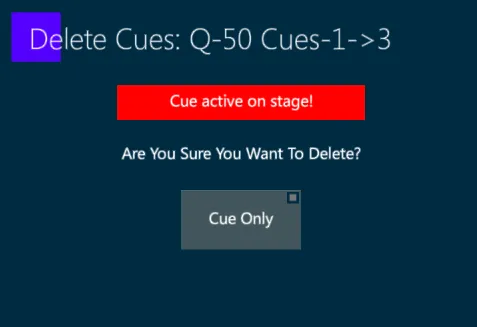 Delete Cues: Q-50 Cues-1->3
Cue active on stage!
Are You Sure You Want To Delete?
Cue Only